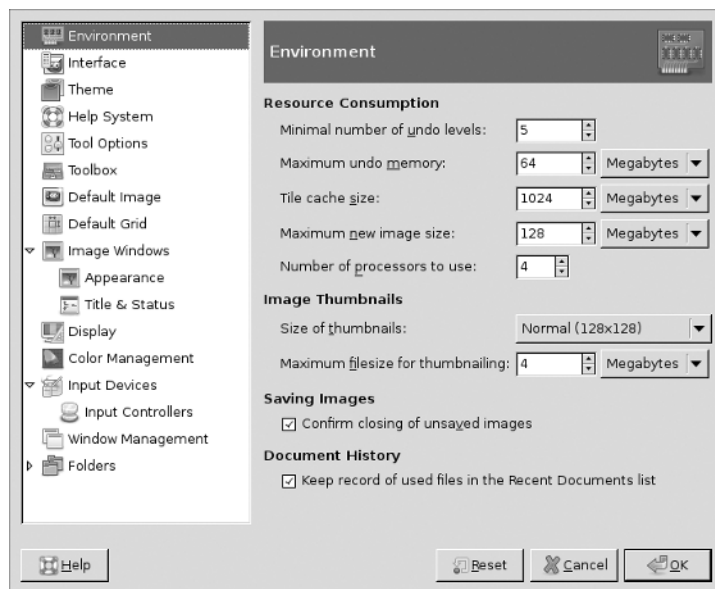 Environment
Interface
Theme
Help System
Tool Options
Toolbox
Default Image
Default Grid
Image Windows
Appearance
Title & Status
Display
Color Management
Input Devices
Input Controllers
Window Management
Folders
Environment
Resource Consumption
Minimal number of undo levels: 5
Maximum undo memory: 64 Megabytes
Tile cache size: 1024 Megabytes
Maximum new image size: 128 Megabytes
Number of processors to use: 4
Image Thumbnails
Size of thumbnails: Normal (128x128)
Maximum filesize for thumbnailing: 4 Megabytes
Saving Images
Confirm closing of unsaved images
Document History
Keep record of used files in the Recent Documents list
Help Reset Cancel OK